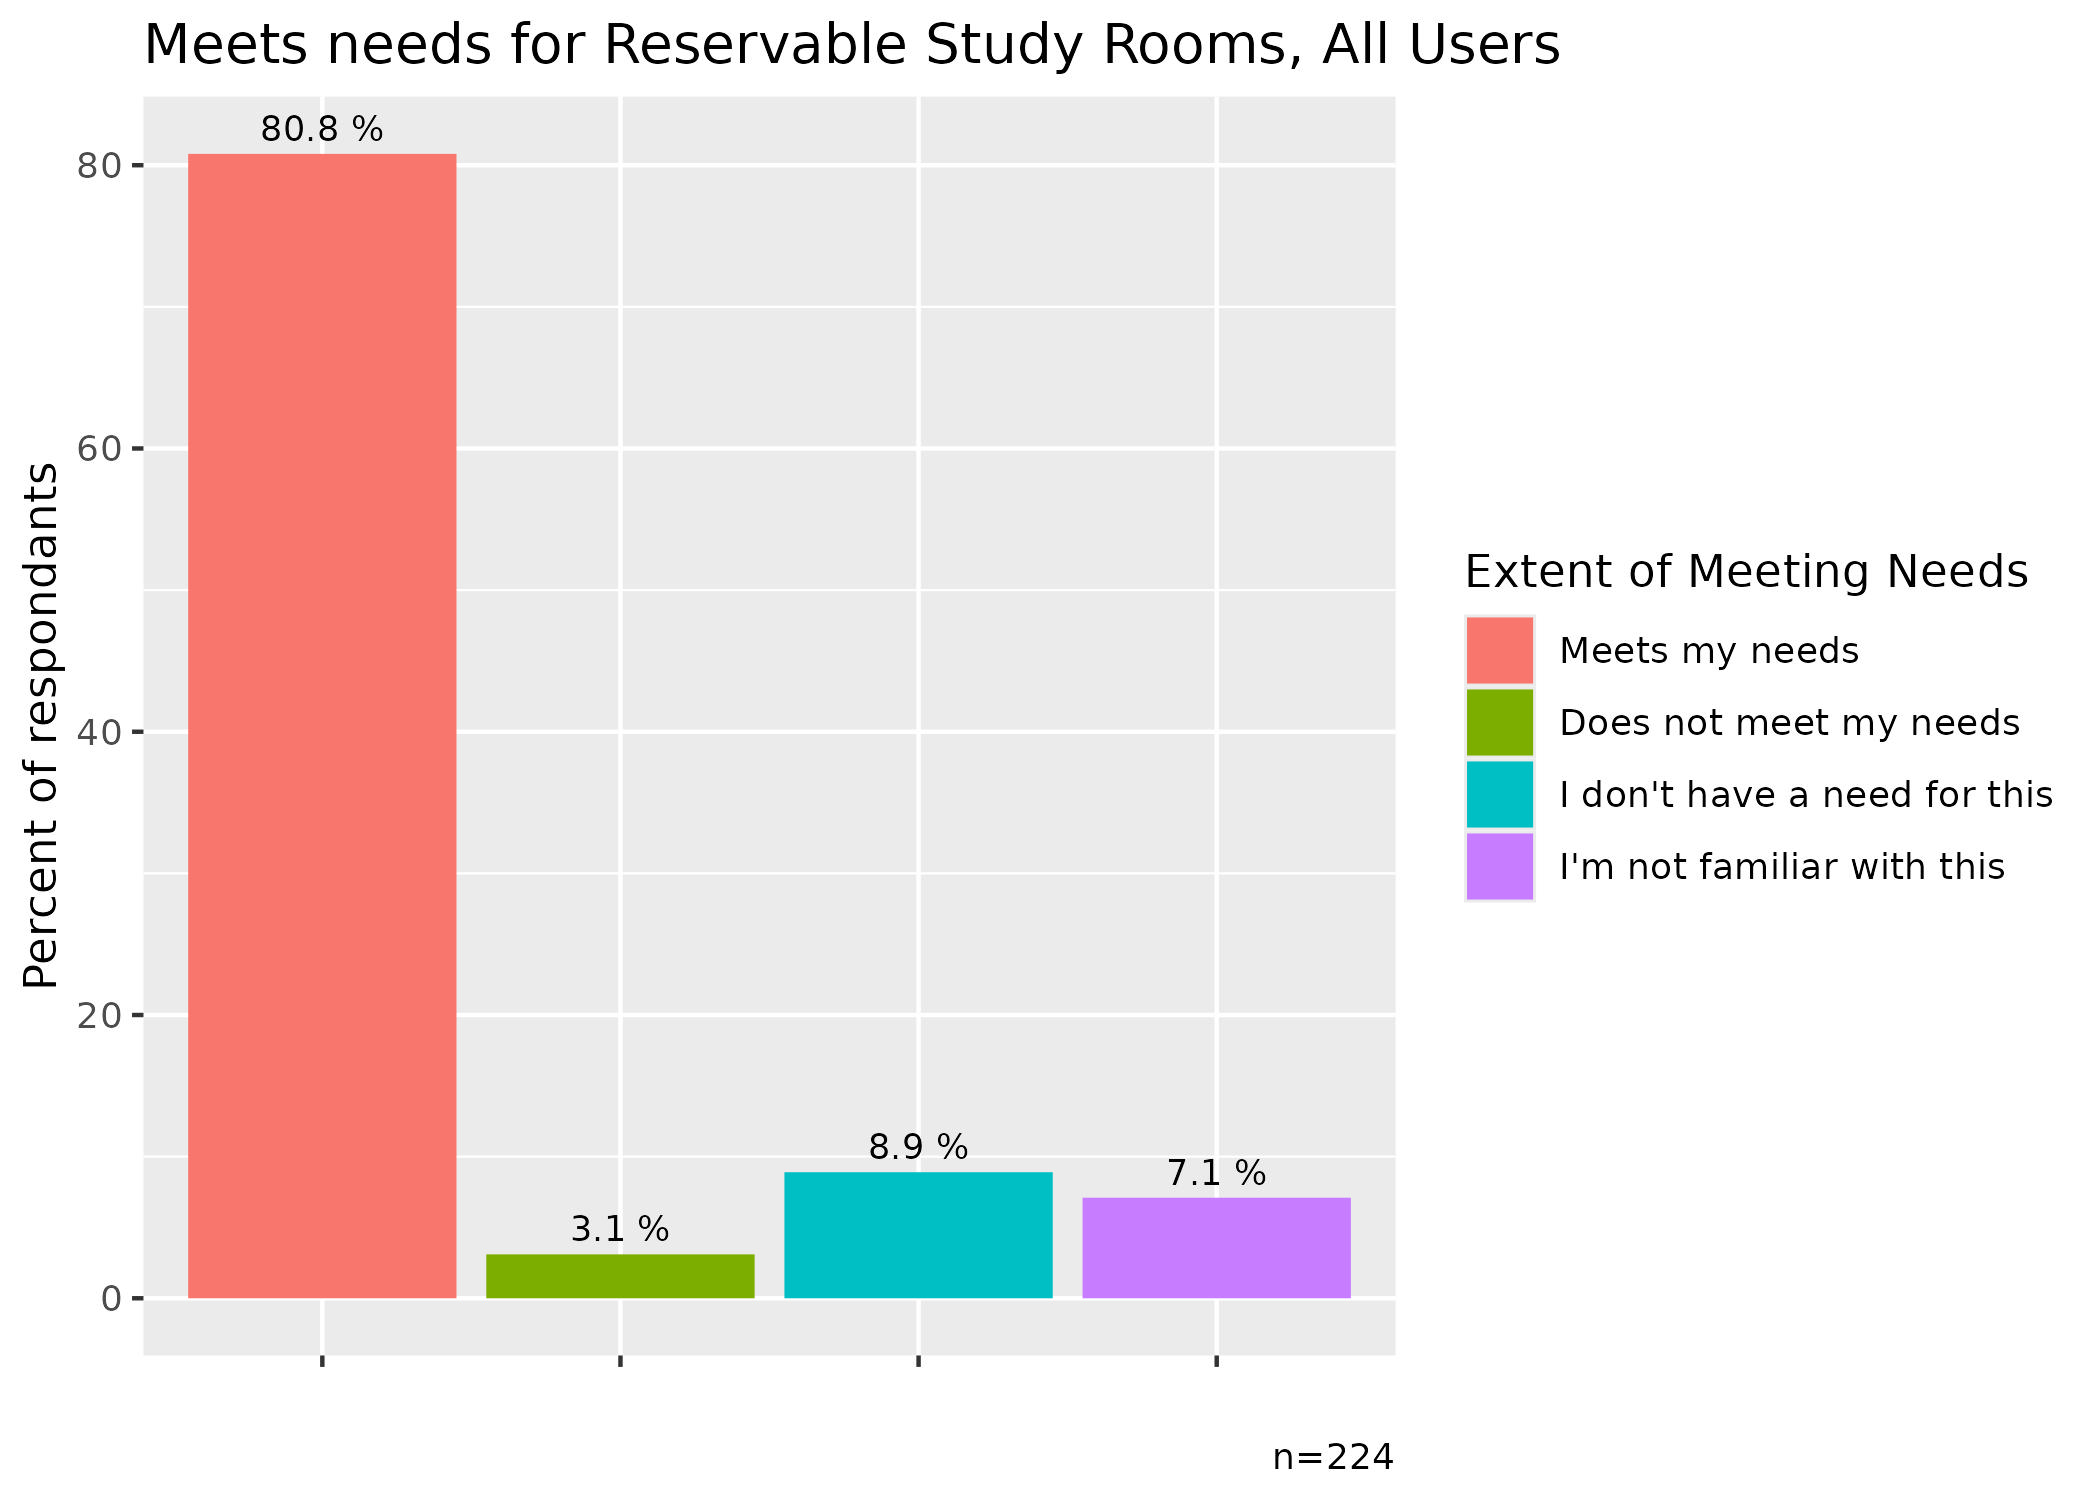 Meets needs for Reservable Study Rooms, All Users
Percent of respondants
80
60
40
20
0
80.8 %
3.1 %
8.9 %
7.1 %
Extent of Meeting Needs
Meets my needs
Does not meet my needs
I don't have a need for this
I'm not familiar with this
n=224